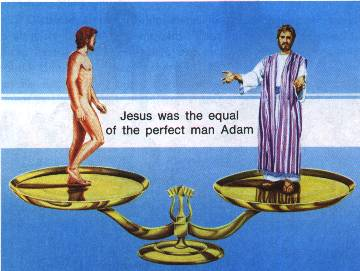 Jesus was the equal
of the perfect man Adam